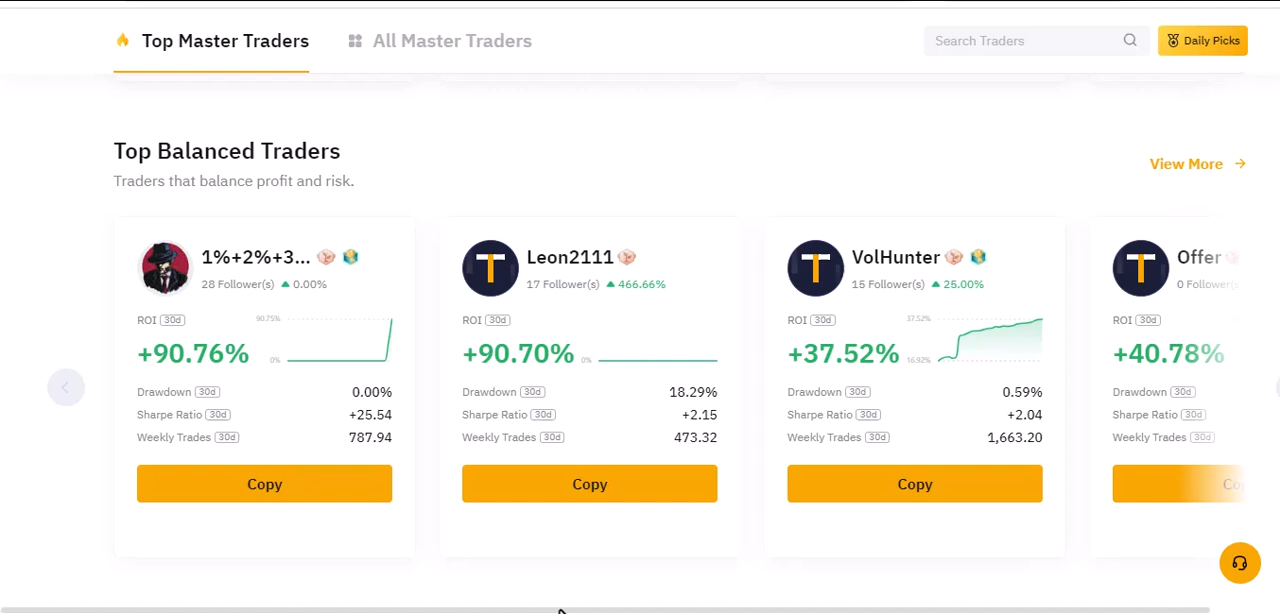 Top Master Traders
All Master Traders
Search Traders
Daily Picks
Top Balanced Traders
Traders that balance profit and risk.
View More
1%+2%+3...
28 Follower(s) 0.00%
ROI 30d
90.75%
+90.76%
0%
Drawdown 30d 0.00%
Sharpe Ratio 30d +25.54
Weekly Trades 30d 787.94
Copy
Leon2111
17 Follower(s) 466.66%
ROI 30d
+90.70%
0%
Drawdown 30d 18.29%
Sharpe Ratio 30d +2.15
Weekly Trades 30d 473.32
Copy
VolHunter
15 Follower(s) 25.00%
ROI 30d
37.52%
+37.52%
16.92%
Drawdown 30d 0.59%
Sharpe Ratio 30d +2.04
Weekly Trades 30d 1,663.20
Copy
Offer
0 Follower(s
ROI 30d
+40.78%
Drawdown 30d
Sharpe Ratio 30d
Weekly Trades 30d
Co